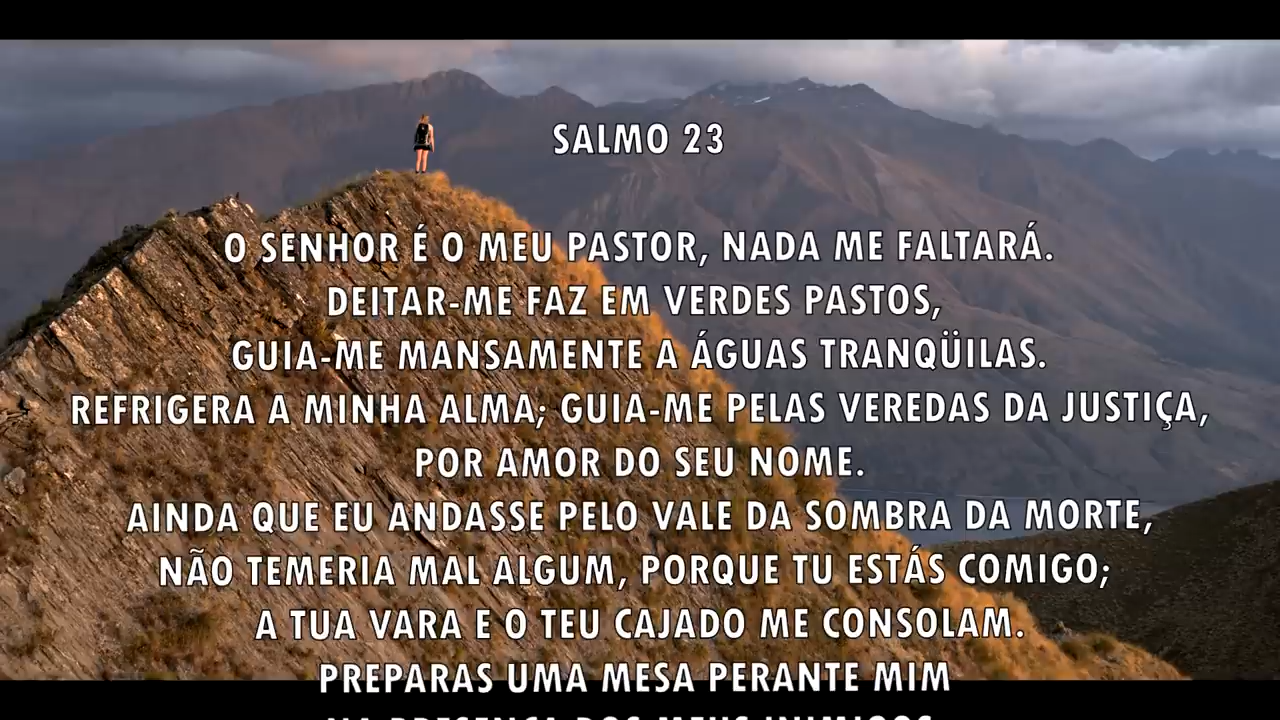 SALMO 23
O SENHOR É O MEU PASTOR, NADA ME FALTARÁ.
DEITAR-ME FAZ EM VERDES PASTOS,
GUIA-ME MANSAMENTE A ÁGUAS TRANQÜILAS.
REFRIGERA A MINHA ALMA; GUIA-ME PELAS VEREDAS DA JUSTIÇA,
POR AMOR DO SEU NOME.
AINDA QUE EU ANDASSE PELO VALE DA SOMBRA DA MORTE,
NÃO TEMERIA MAL ALGUM, PORQUE TU ESTÁS COMIGO;
A TUA VARA E O TEU CAJADO ME CONSOLAM.
PREPARAS UMA MESA PERANTE MIM